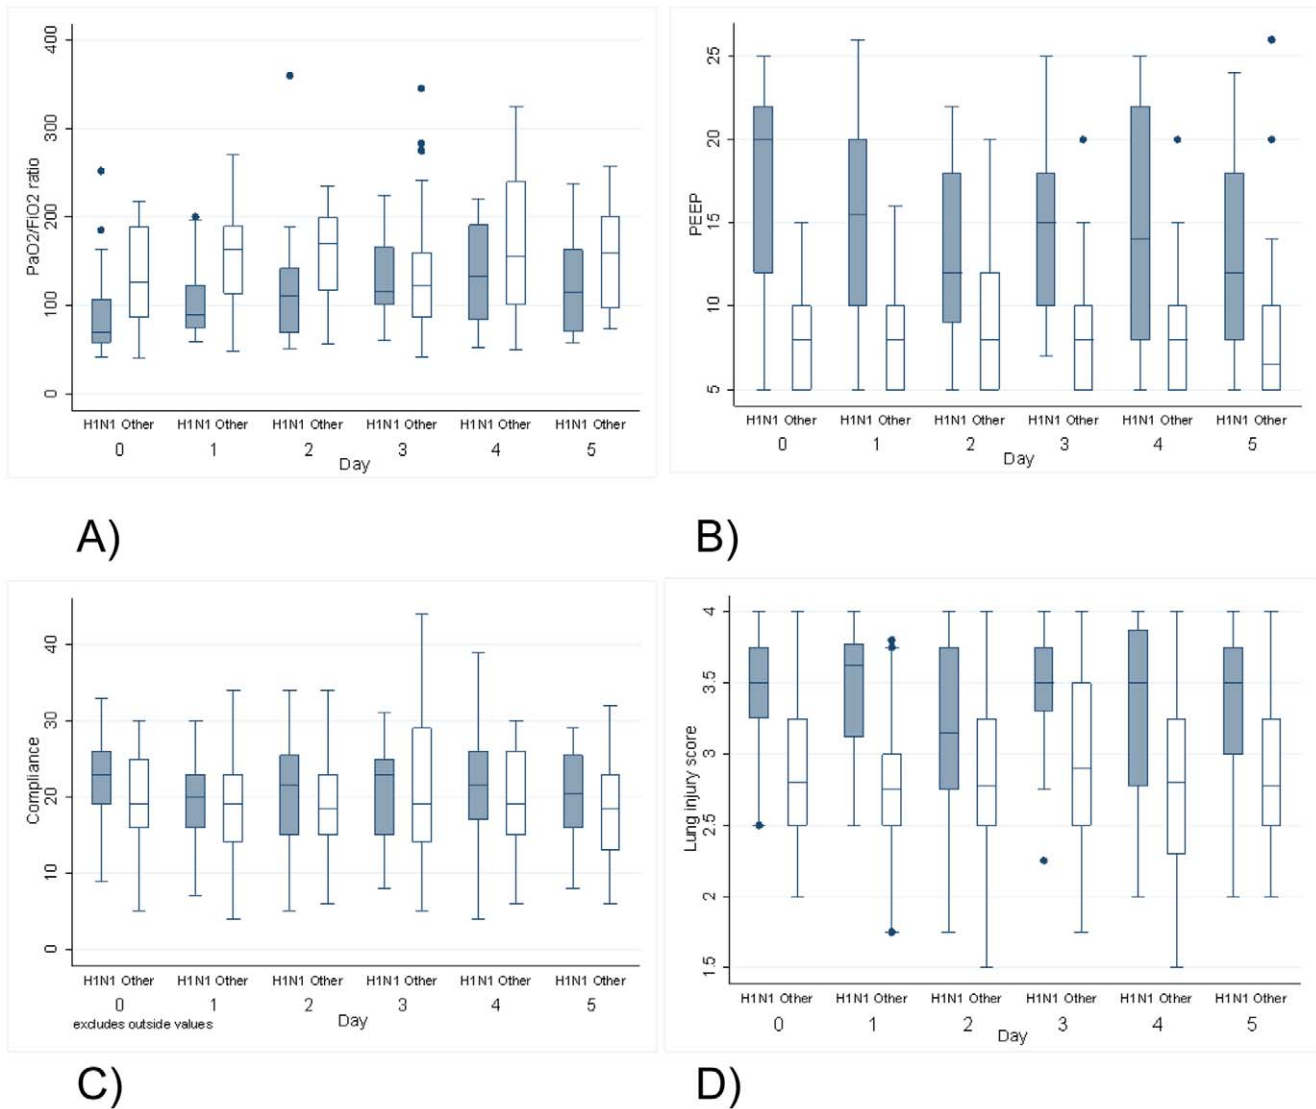 PaO2/FiO2 ratio
400
300
200
100
0
H1N1 Other H1N1 Other H1N1 Other H1N1 Other H1N1 Other H1N1 Other
0 1 2 3 4 5
Day
A)
PEEP
25
20
15
10
5
H1N1 Other H1N1 Other H1N1 Other H1N1 Other H1N1 Other H1N1 Other
0 1 2 3 4 5
Day
B)
Compliance
40
30
20
10
0
H1N1 Other H1N1 Other H1N1 Other H1N1 Other H1N1 Other H1N1 Other
0 1 2 3 4 5
Day
excludes outside values
C)
Lung injury score
4
3.5
3
2.5
2
1.5
H1N1 Other H1N1 Other H1N1 Other H1N1 Other H1N1 Other H1N1 Other
0 1 2 3 4 5
Day
D)